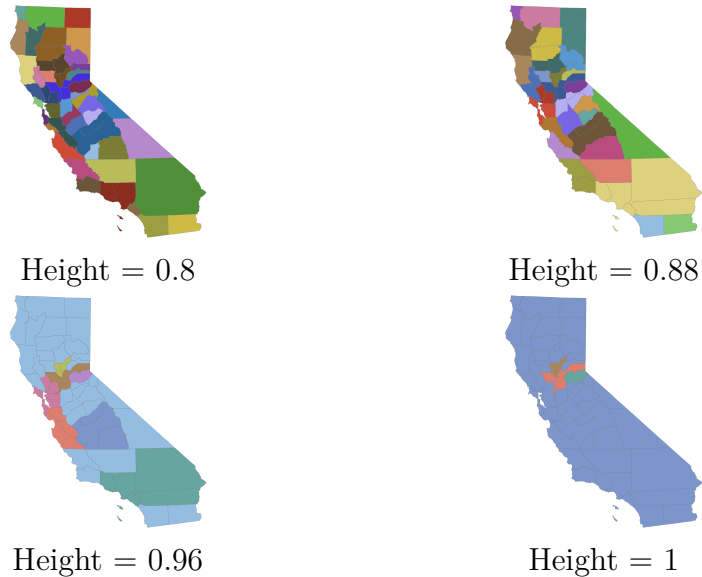 Height = 0.8
Height = 0.88
Height = 0.96
Height = 1